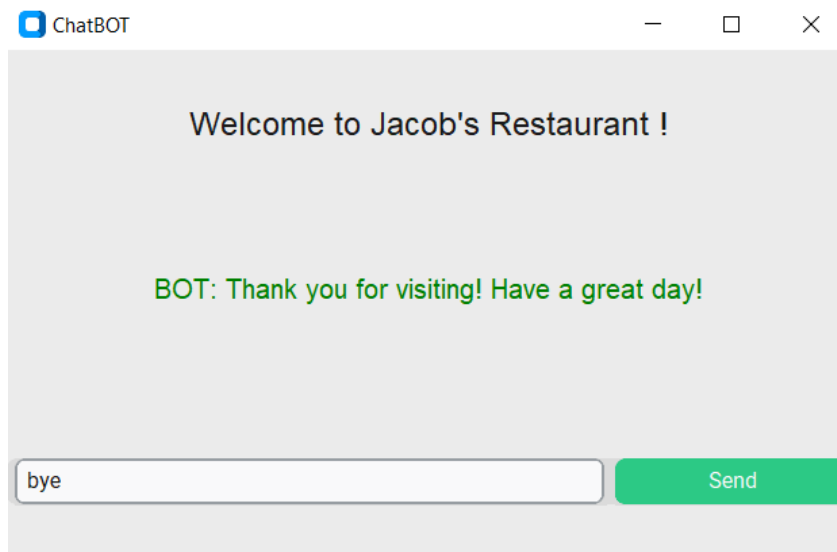 ChatBOT
Welcome to Jacob's Restaurant !
BOT: Thank you for visiting! Have a great day!
bye
Send